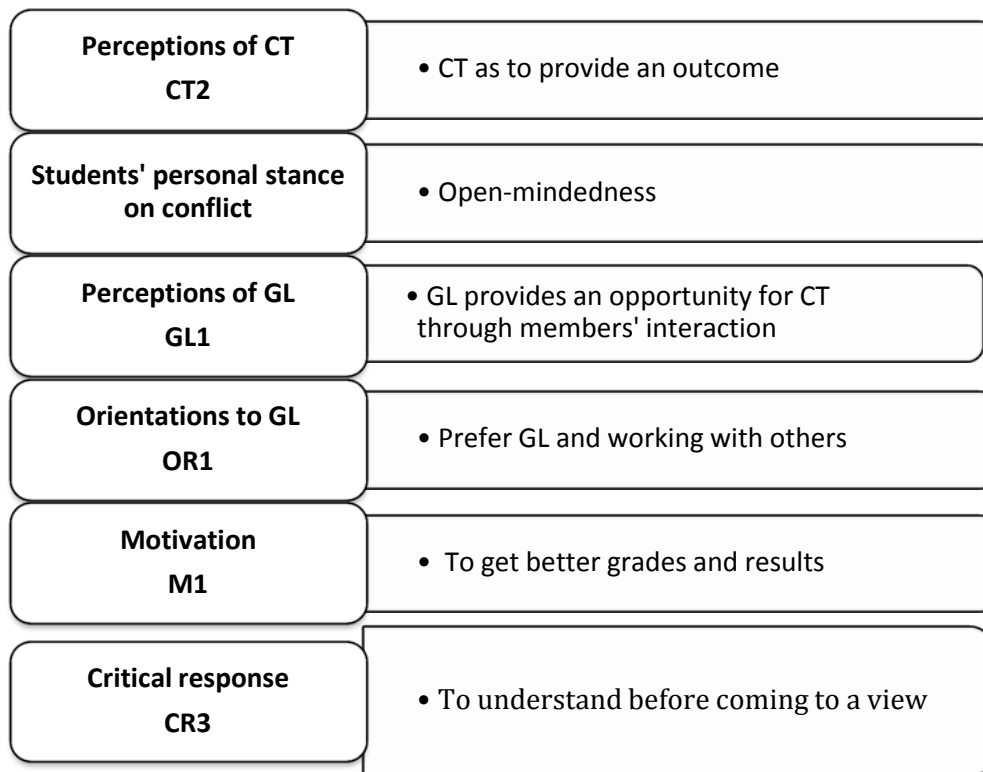 Perceptions of CT
CT2
• CT as to provide an outcome
Students' personal stance
on conflict
• Open-mindedness
Perceptions of GL
GL1
• GL provides an opportunity for CT
through members' interaction
Orientations to GL
OR1
• Prefer GL and working with others
Motivation
M1
• To get better grades and results
Critical response
CR3
• To understand before coming to a view